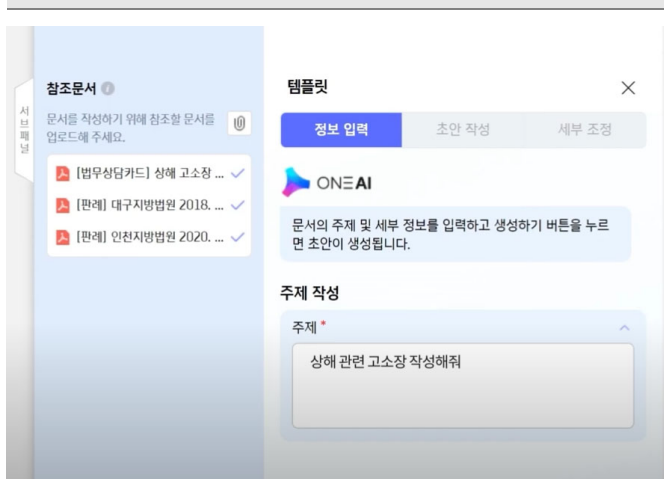 서브패널
참조문서
문서를 작성하기 위해 참조할 문서를
업로드해 주세요.
[법무상담카드] 상해 고소장 ...
[판례] 대구지방법원 2018. ...
[판례] 인천지방법원 2020. ...
템플릿
정보 입력 초안 작성 세부 조정
ONE AI
문서의 주제 및 세부 정보를 입력하고 생성하기 버튼을 누르
면 초안이 생성됩니다.
주제 작성
주제 *
상해 관련 고소장 작성해줘